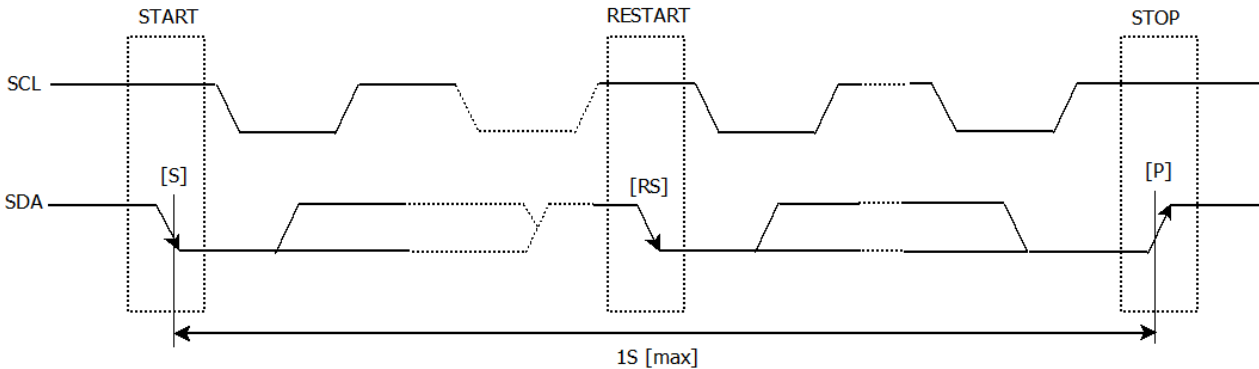 START
RESTART
STOP
SCL
[S]
[RS]
[P]
SDA
1S [max]